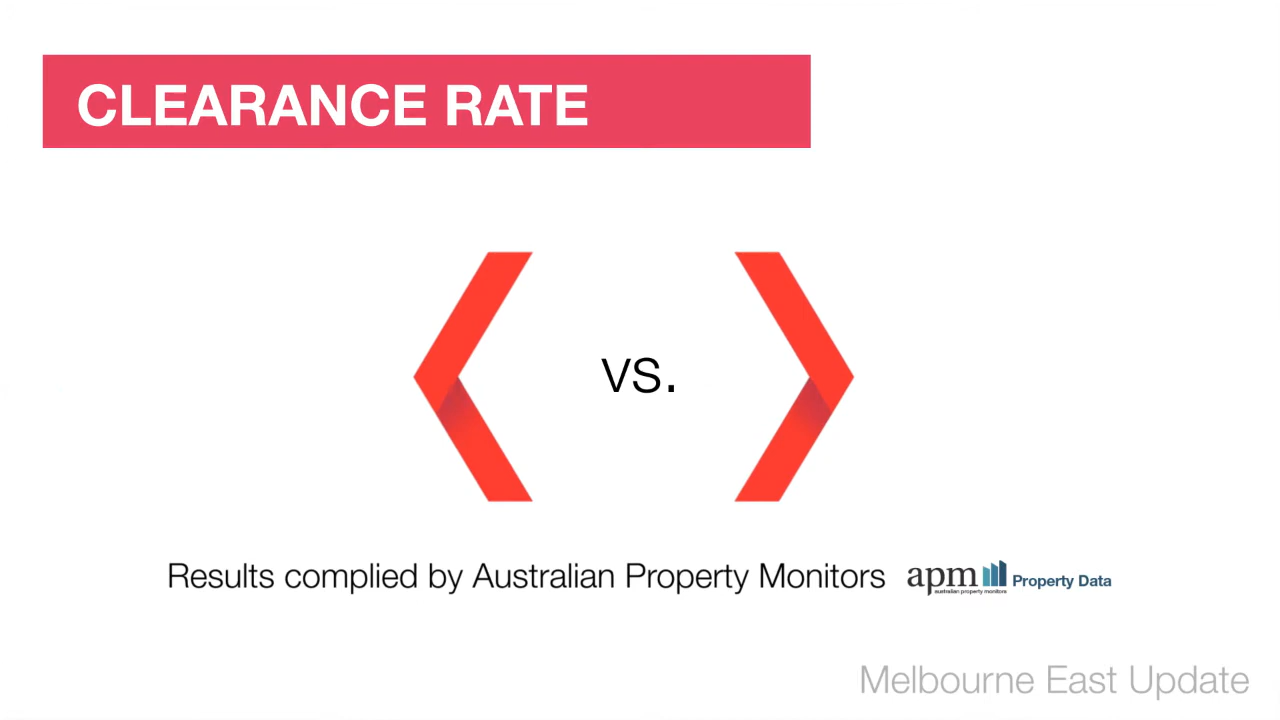 CLEARANCE RATE
vs.
Results complied by Australian Property Monitors apm Property Data
australian property monitors
Melbourne East Update